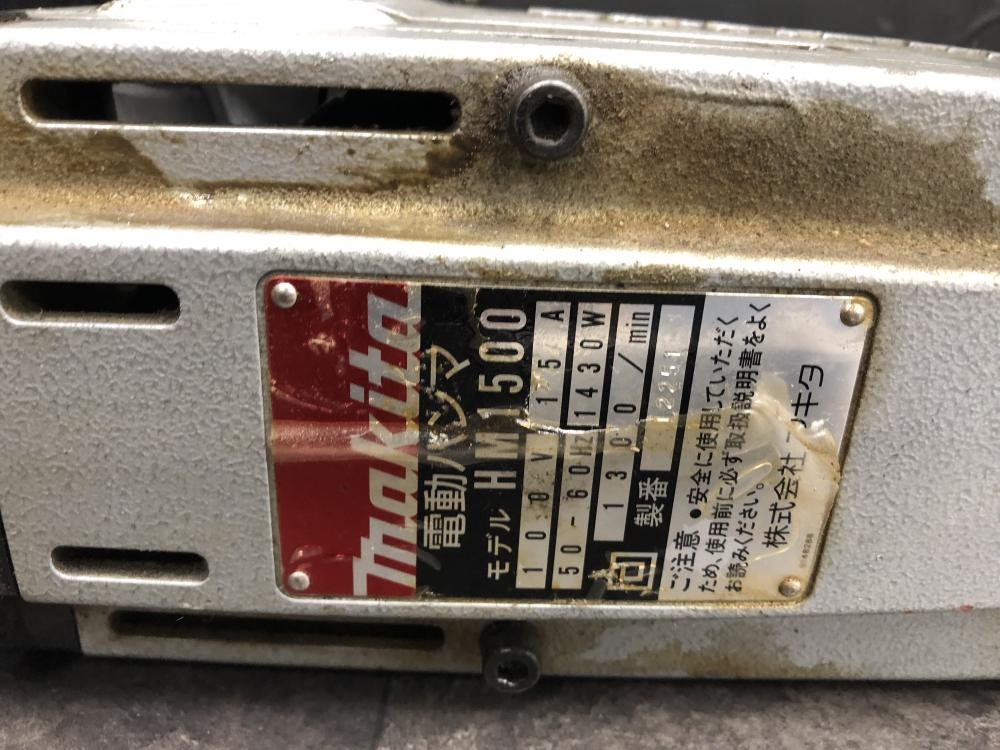 makita
電動ハンマ
モデル HM1500
100V 15A
50-60Hz 1430W
1300/min
製番
回
ご注意 ●安全に使用していただく
ため、使用前に必ず取扱説明書をよく
お読みください。
株式会社 マキタ